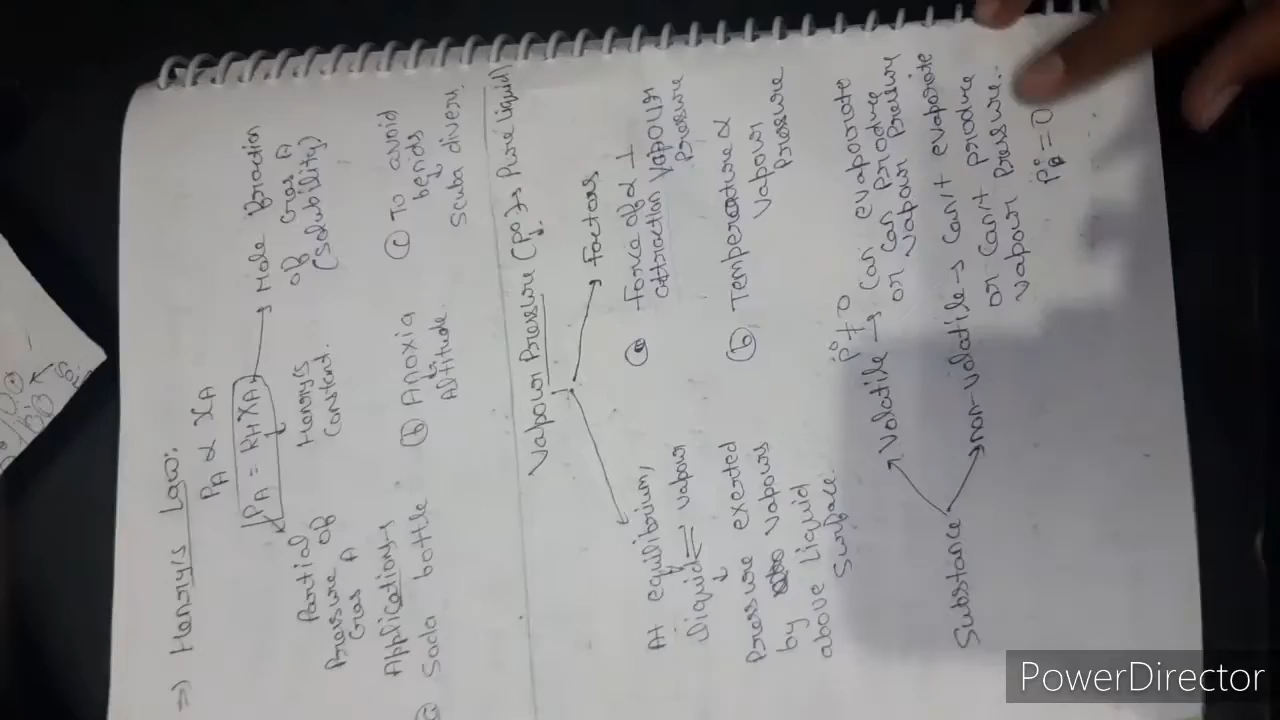 ⇒ Henry's Law:
PA ∝ XA
PA = KH XA → Mole Fraction of Gas A (solubility)
Partial Pressure of Gas A
Henry's Constant.
Applications→
(a) Soda bottle
(b) Anoxia altitude.
(c) To avoid bends scuba divers.
Vapour Pressure (P° of Pure Liquid)
→ Factors
At equilibrium,
Liquid ⇌ Vapour
↓
Pressure exerted
by Vapours
above Liquid
Surface.
(a) Force of attraction ∝ 1 Vapour Pressure
(b) Temperature ∝ Vapour Pressure
P° ≠ 0
Substance
Volatile → Can evaporate
or Can Produce
Vapour Pressure
non-volatile → Can't evaporate
or Can't produce
Vapour Pressure.
P° = 0
PowerDirector